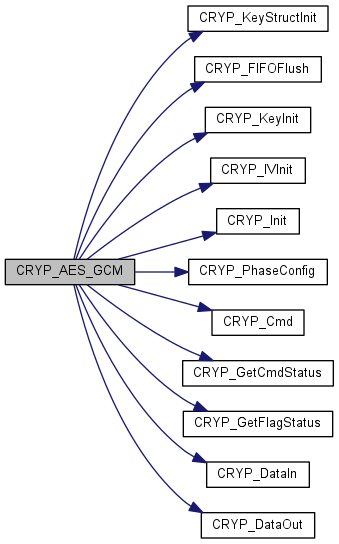 CRYP_KeyStructInit
CRYP_FIFOFlush
CRYP_KeyInit
CRYP_IVInit
CRYP_Init
CRYP_AES_GCM
CRYP_PhaseConfig
CRYP_Cmd
CRYP_GetCmdStatus
CRYP_GetFlagStatus
CRYP_DataIn
CRYP_DataOut